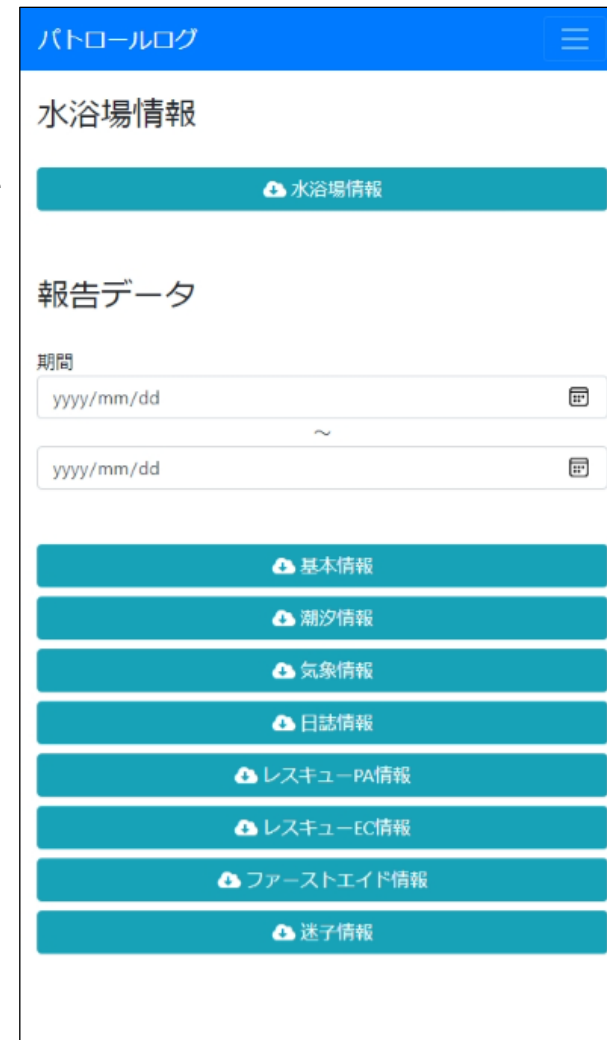 パトロールログ
水浴場情報
水浴場情報
報告データ
期間
yyyy/mm/dd
～
yyyy/mm/dd
基本情報
潮汐情報
気象情報
日誌情報
レスキューPA情報
レスキューEC情報
ファーストエイド情報
迷子情報